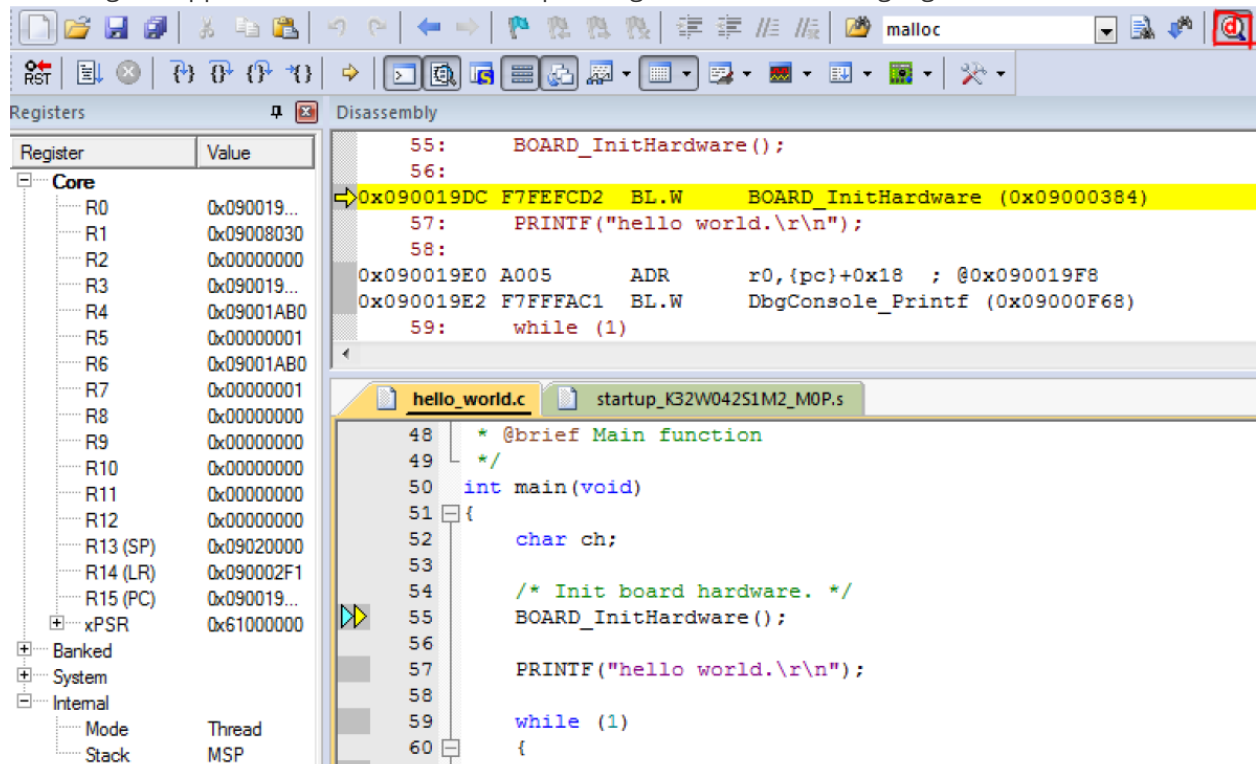 malloc
RST
Registers
Register Value
Core
R0 0x090019...
R1 0x09008030
R2 0x00000000
R3 0x090019...
R4 0x09001AB0
R5 0x00000001
R6 0x09001AB0
R7 0x00000001
R8 0x00000000
R9 0x00000000
R10 0x00000000
R11 0x00000000
R12 0x00000000
R13 (SP) 0x09020000
R14 (LR) 0x090002F1
R15 (PC) 0x090019...
xPSR 0x61000000
Banked
System
Internal
Mode Thread
Stack MSP
Disassembly
55: BOARD_InitHardware();
56:
0x090019DC F7FEFCD2 BL.W BOARD_InitHardware (0x09000384)
57: PRINTF("hello world.\r\n");
58:
0x090019E0 A005 ADR r0,{pc}+0x18 ; @0x090019F8
0x090019E2 F7FFFAC1 BL.W DbgConsole_Printf (0x09000F68)
59: while (1)
hello_world.c startup_K32W042S1M2_M0P.s
48 * @brief Main function
49 */
50 int main(void)
51 {
52 char ch;
53
54 /* Init board hardware. */
55 BOARD_InitHardware();
56
57 PRINTF("hello world.\r\n");
58
59 while (1)
60 {